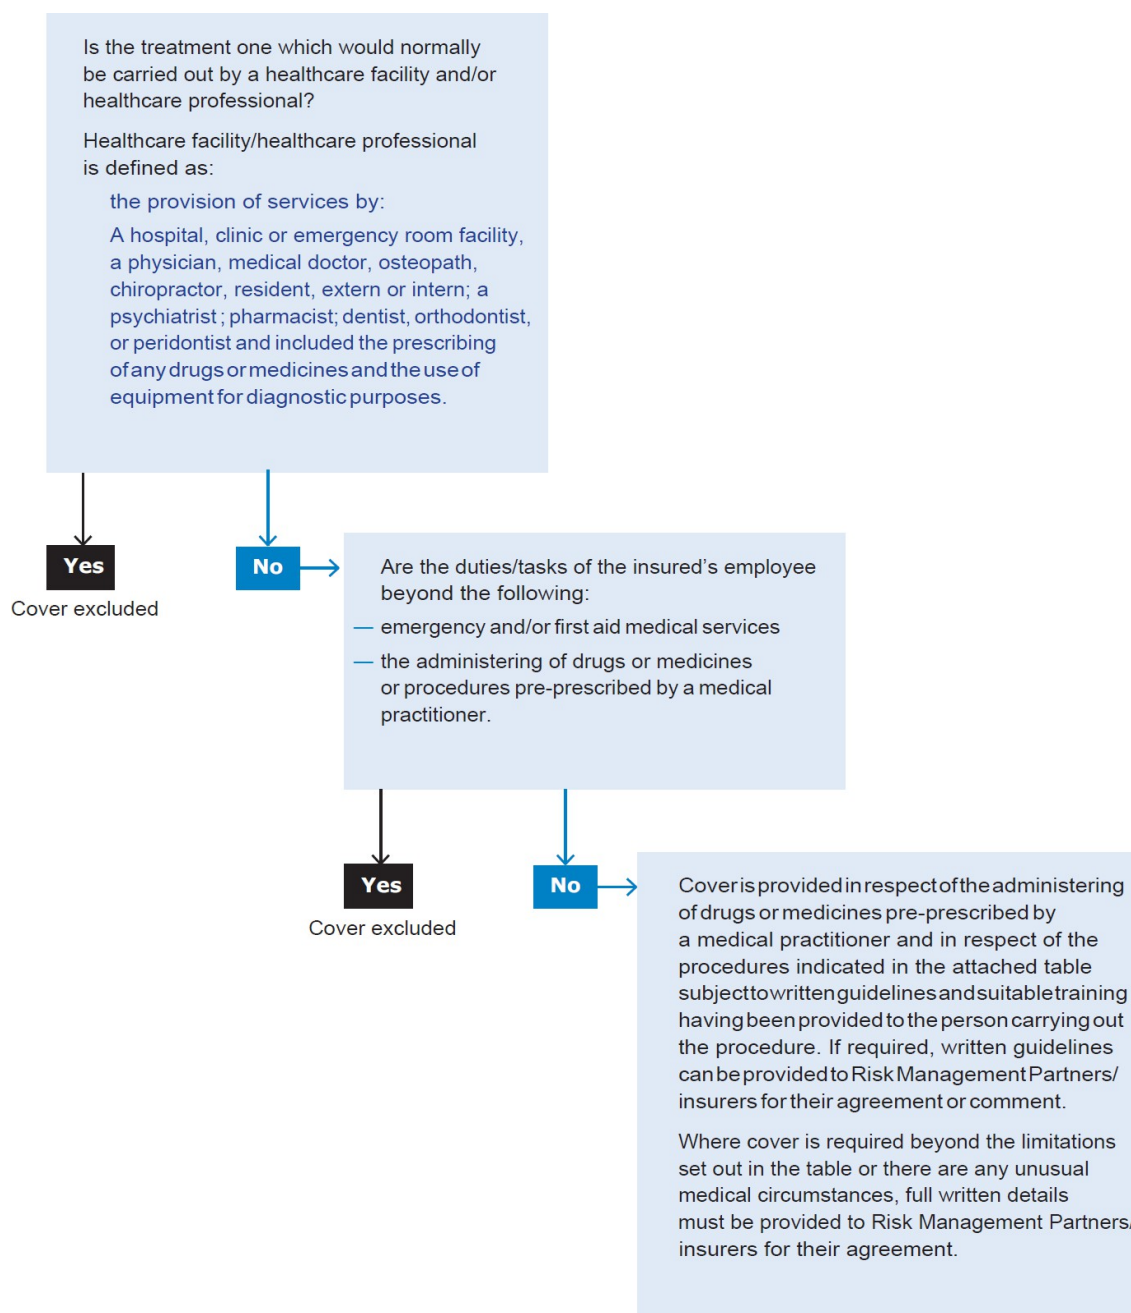 Is the treatment one which would normally
be carried out by a healthcare facility and/or
healthcare professional?
Healthcare facility/healthcare professional
is defined as:
the provision of services by:
A hospital, clinic or emergency room facility,
a physician, medical doctor, osteopath,
chiropractor, resident, extern or intern; a
psychiatrist; pharmacist; dentist, orthodontist,
or peridontist and included the prescribing
of any drugs or medicines and the use of
equipment for diagnostic purposes.
Yes
Cover excluded
No
Are the duties/tasks of the insured's employee
beyond the following:
— emergency and/or first aid medical services
— the administering of drugs or medicines
or procedures pre-prescribed by a medical
practitioner.
Yes
Cover excluded
No
Cover is provided in respect of the administering
of drugs or medicines pre-prescribed by
a medical practitioner and in respect of the
procedures indicated in the attached table
subject to written guidelines and suitable training
having been provided to the person carrying out
the procedure. If required, written guidelines
can be provided to Risk Management Partners/
insurers for their agreement or comment.
Where cover is required beyond the limitations
set out in the table or there are any unusual
medical circumstances, full written details
must be provided to Risk Management Partners/
insurers for their agreement.